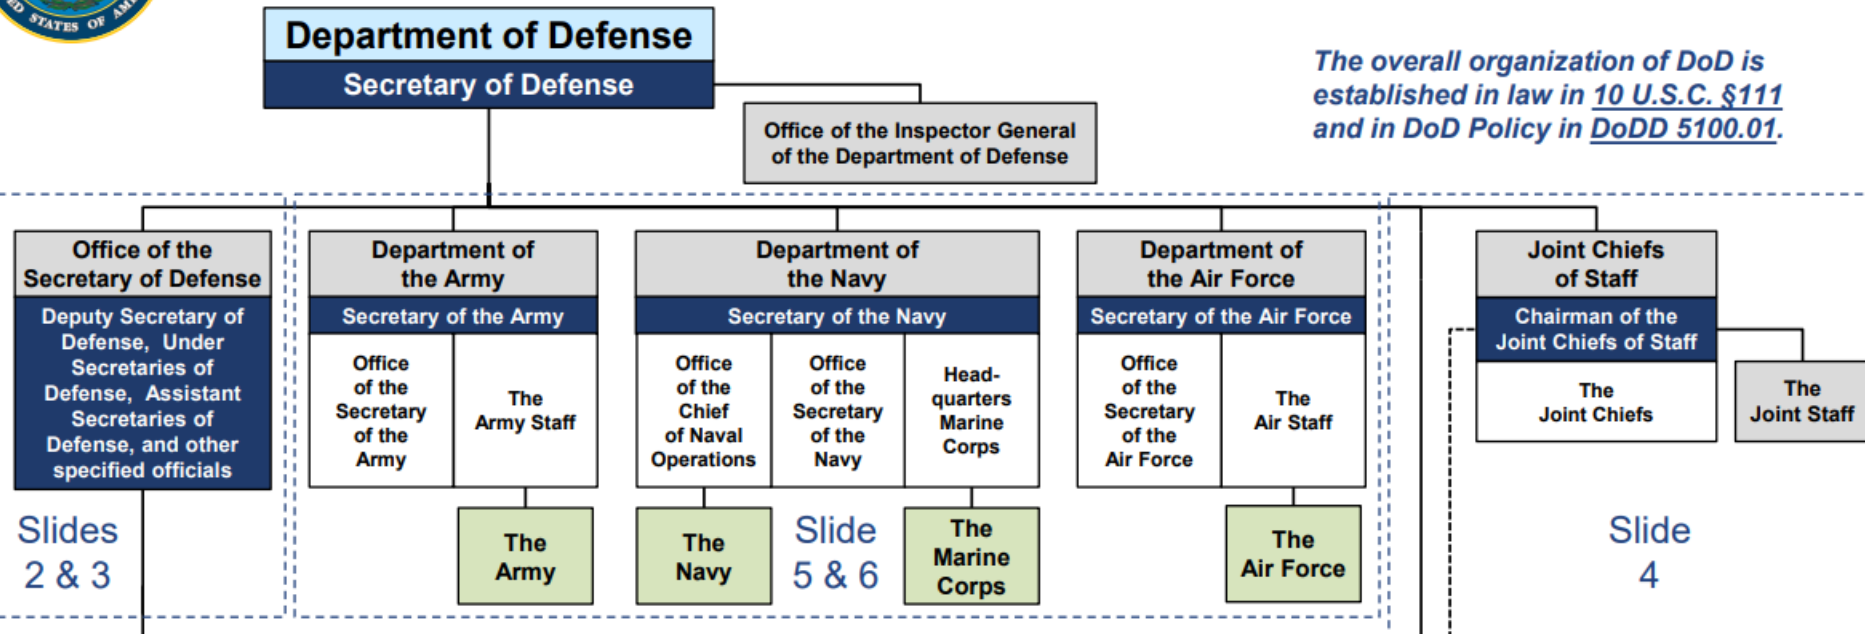 STATES OF
Department of Defense
Secretary of Defense
The overall organization of DoD is
established in law in 10 U.S.C. §111
and in DoD Policy in DoDD 5100.01.
Office of the Inspector General
of the Department of Defense
Office of the
Secretary of Defense
Deputy Secretary of
Defense, Under
Secretaries of
Defense, Assistant
Secretaries of
Defense, and other
specified officials
Slides
2 & 3
Department of
the Army
Secretary of the Army
Office
of the
Secretary
of the
Army
The
Army Staff
The
Army
Department of
the Navy
Secretary of the Navy
Office
of the
Chief
of Naval
Operations
Office
of the
Secretary
of the
Navy
Head-
quarters
Marine
Corps
The
Navy
Slide
5 & 6
The
Marine
Corps
Department of
the Air Force
Secretary of the Air Force
Office
of the
Secretary
of the
Air Force
The
Air Staff
The
Air Force
Joint Chiefs
of Staff
Chairman of the
Joint Chiefs of Staff
The
Joint Chiefs
The
Joint Staff
Slide
4